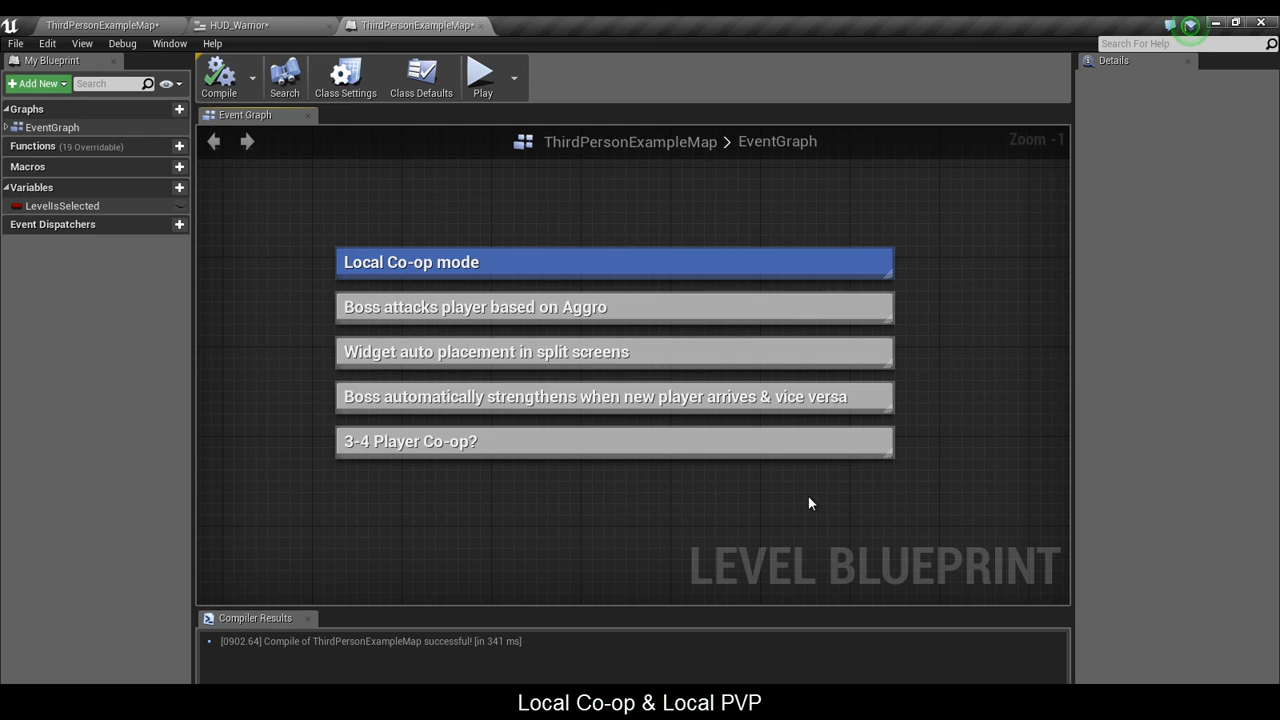 ThirdPersonExampleMap*
HUD_Warrior*
ThirdPersonExampleMap*
File Edit View Debug Window Help
Search For Help
My Blueprint
Details
Add New
Search
Compile
Search
Class Settings
Class Defaults
Play
Graphs
EventGraph
Functions (19 Overridable)
Macros
Variables
LevelIsSelected
Event Dispatchers
Event Graph
ThirdPersonExampleMap > EventGraph
Zoom -1
Local Co-op mode
Boss attacks player based on Aggro
Widget auto placement in split screens
Boss automatically strengthens when new player arrives & vice versa
3-4 Player Co-op?
LEVEL BLUEPRINT
Compiler Results
[0902.64] Compile of ThirdPersonExampleMap successful! [in 341 ms]
Local Co-op & Local PVP